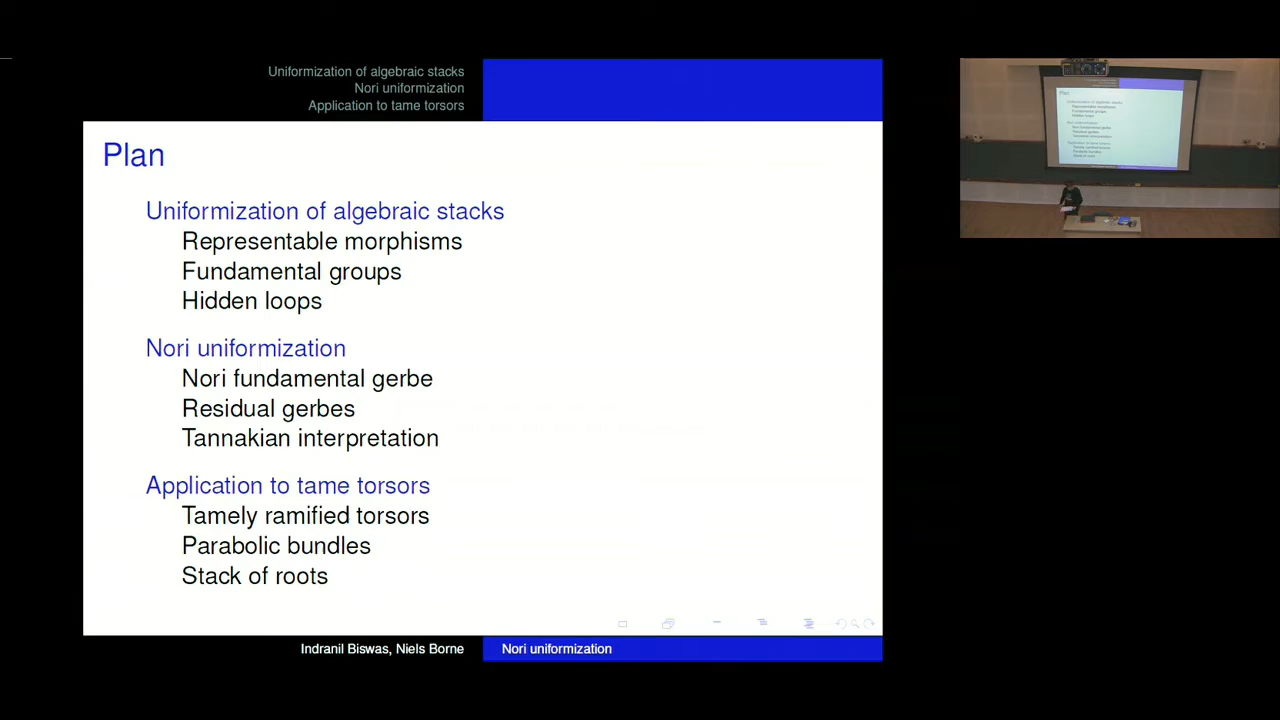 Uniformization of algebraic stacks
Nori uniformization
Application to tame torsors
Plan
Uniformization of algebraic stacks
Representable morphisms
Fundamental groups
Hidden loops
Nori uniformization
Nori fundamental gerbe
Residual gerbes
Tannakian interpretation
Application to tame torsors
Tamely ramified torsors
Parabolic bundles
Stack of roots
Indranil Biswas, Niels Borne
Nori uniformization